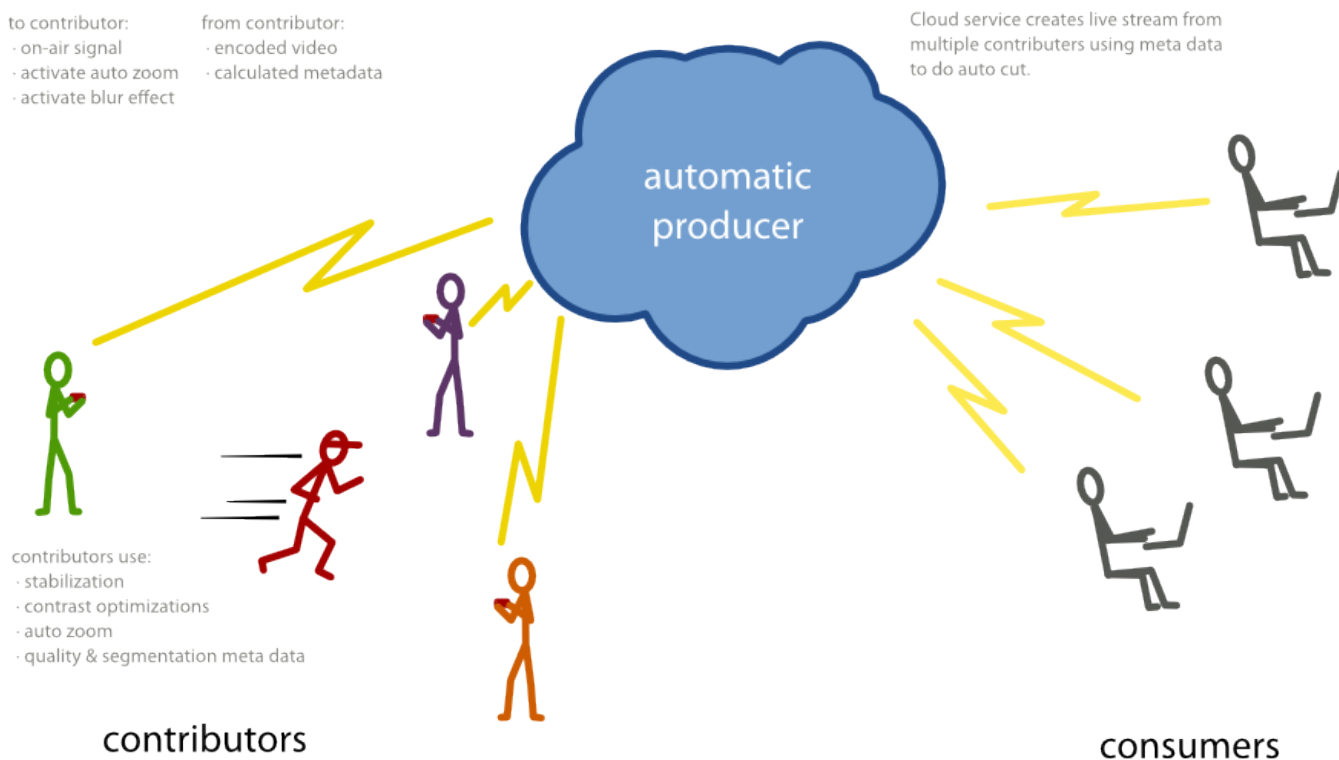 to contributor:
· on-air signal
· activate auto zoom
· activate blur effect
from contributor:
· encoded video
· calculated metadata
Cloud service creates live stream from
multiple contributers using meta data
to do auto cut.
automatic
producer
contributors use:
· stabilization
· contrast optimizations
· auto zoom
· quality & segmentation meta data
contributors
consumers